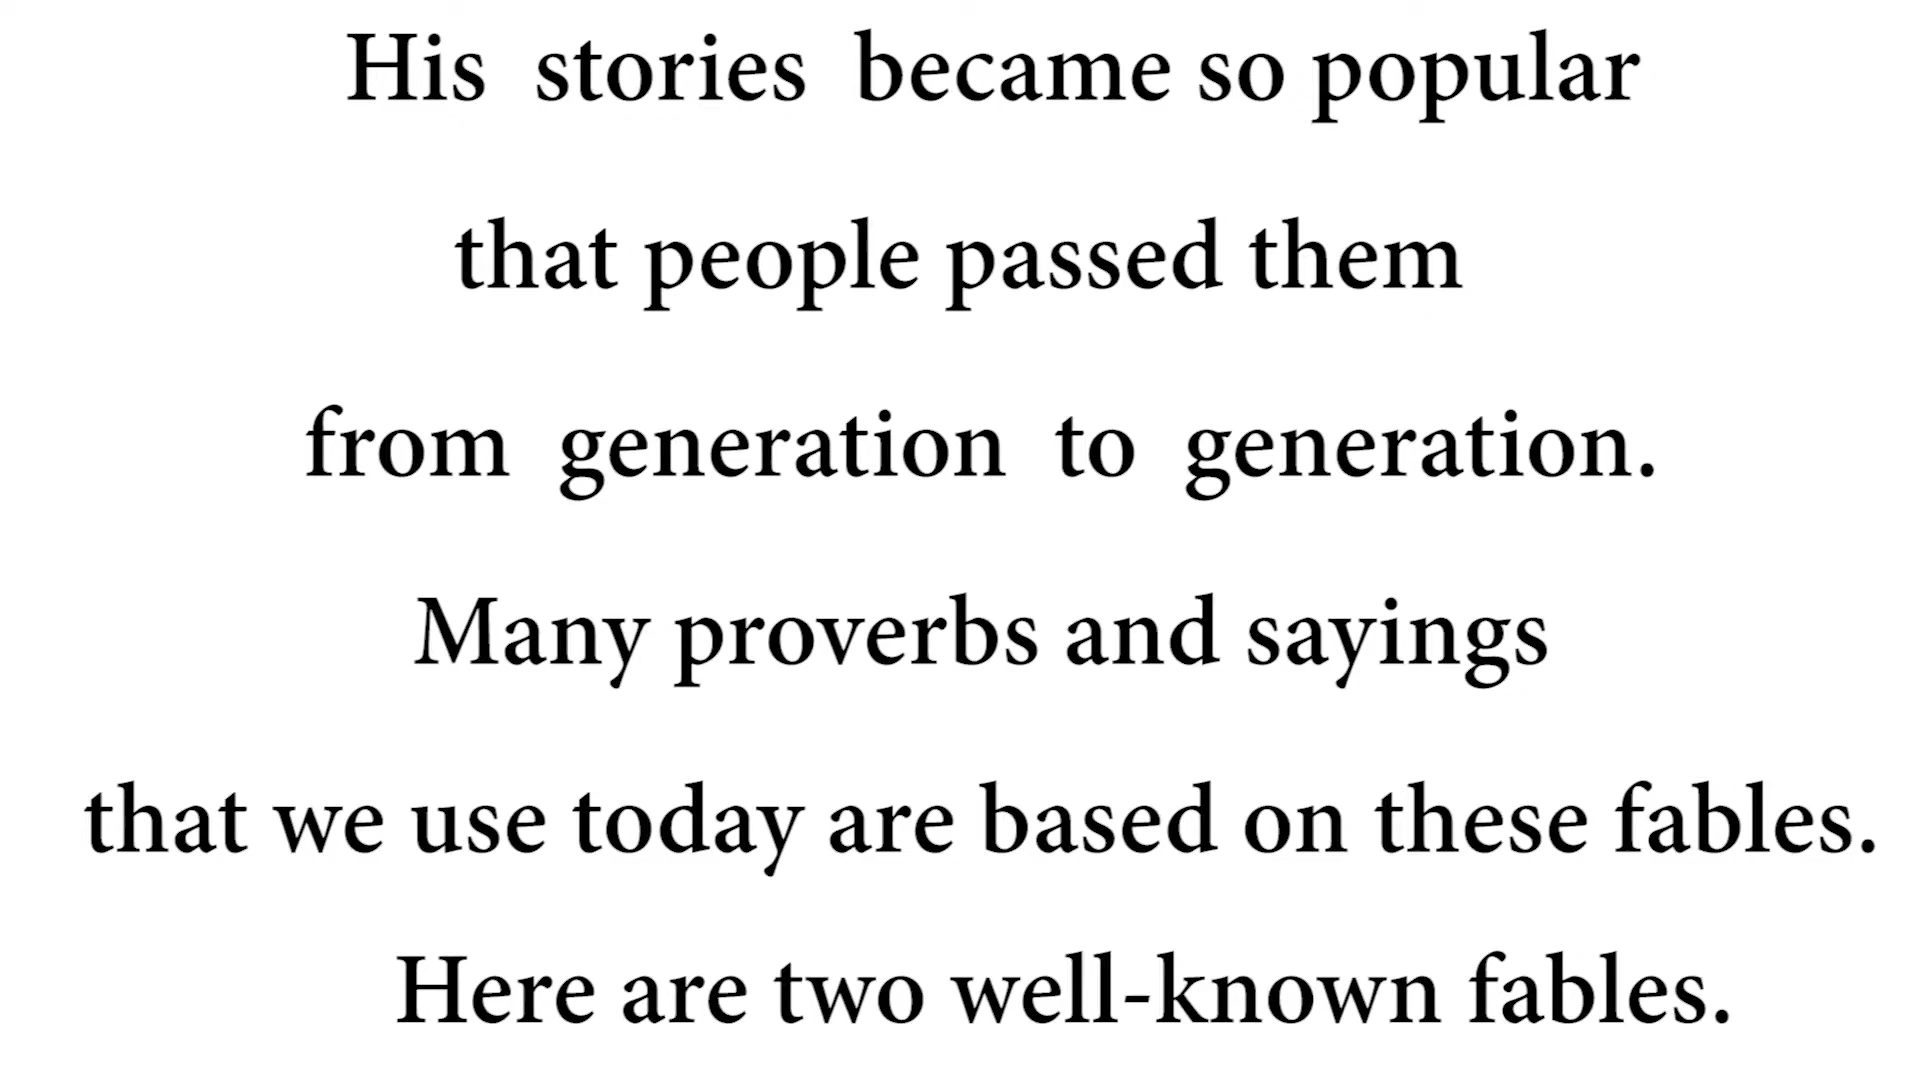 His stories became so popular
that people passed them
from generation to generation.
Many proverbs and sayings
that we use today are based on these fables.
Here are two well-known fables.